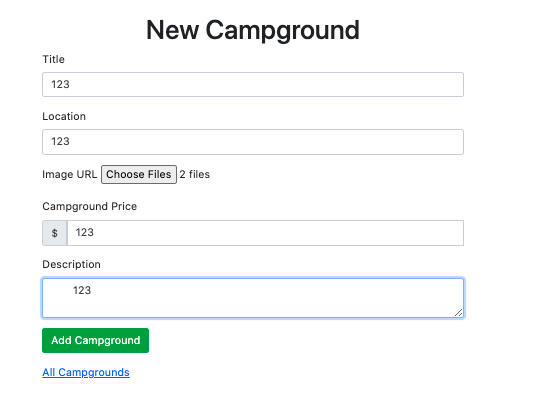 New Campground
Title
123
Location
123
Image URL Choose Files 2 files
Campground Price
$ 123
Description
123
Add Campground
All Campgrounds